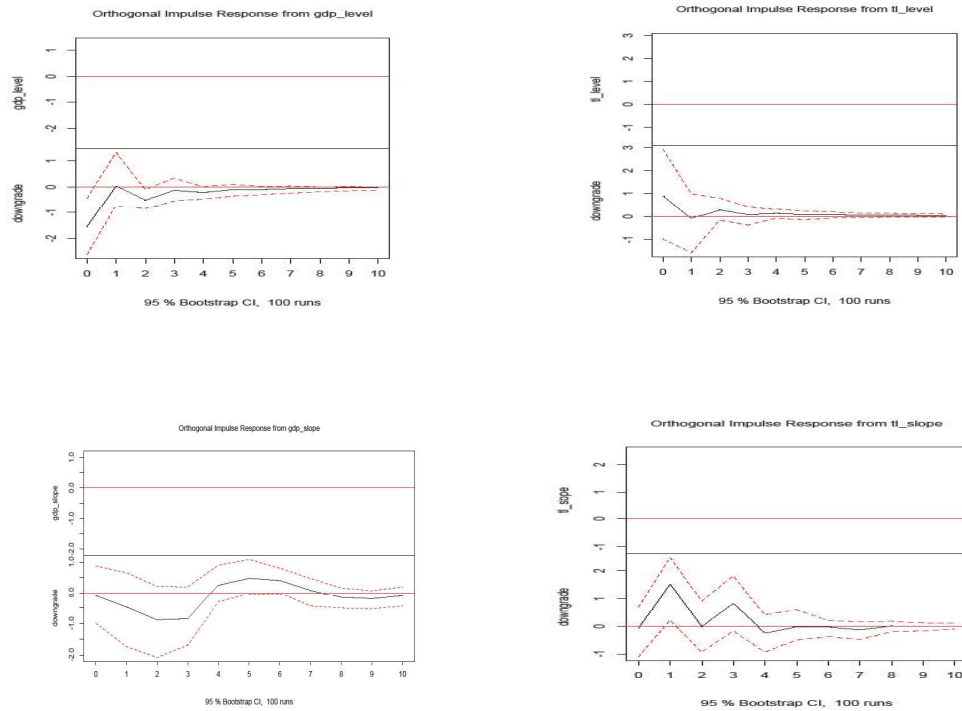 Orthogonal Impulse Response from gdp_level
gdp_level
1
0
-1
-2
downgrade
1
0
-1
-2
0 1 2 3 4 5 6 7 8 9 10
95 % Bootstrap CI, 100 runs
Orthogonal Impulse Response from tl_level
tl_level
3
2
1
0
-1
downgrade
3
2
1
0
-1
0 1 2 3 4 5 6 7 8 9 10
95 % Bootstrap CI, 100 runs
Orthogonal Impulse Response from gdp_slope
gdp_slope
1.0
0.0
-1.0
-2.0
downgrade
1.0
0.0
-1.0
-2.0
0 1 2 3 4 5 6 7 8 9 10
95 % Bootstrap CI, 100 runs
Orthogonal Impulse Response from tl_slope
tl_slope
2
1
0
-1
downgrade
2
1
0
-1
0 1 2 3 4 5 6 7 8 9 10
95 % Bootstrap CI, 100 runs